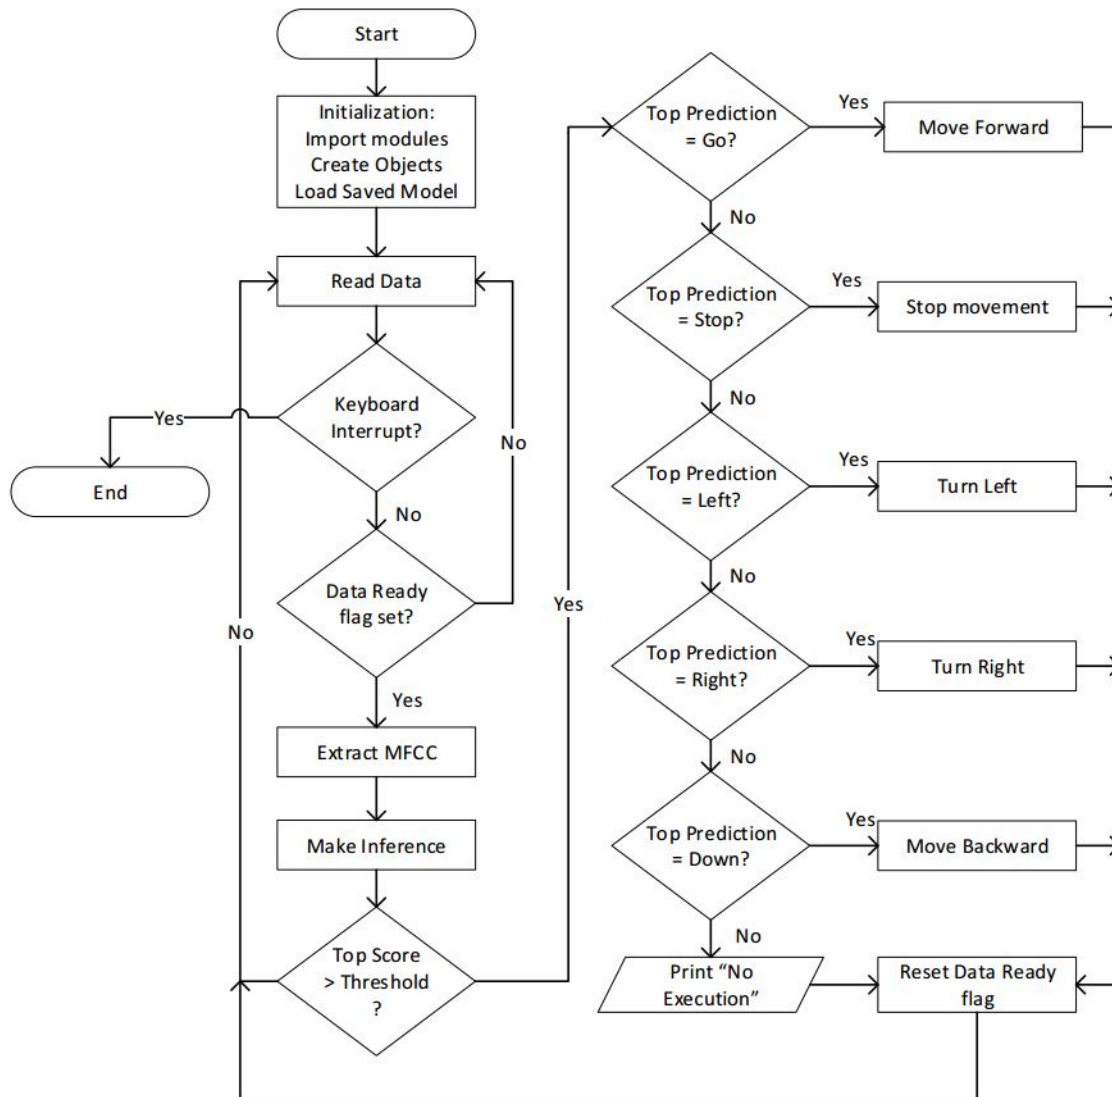 Start
Initialization:
Import modules
Create Objects
Load Saved Model
Read Data
Keyboard
Interrupt?
Yes
End
No
No
Data Ready
flag set?
No
Yes
Extract MFCC
Make Inference
Top Score
> Threshold
?
Yes
Top Prediction
= Go?
Yes
Move Forward
No
Top Prediction
= Stop?
Yes
Stop movement
No
Top Prediction
= Left?
Yes
Turn Left
No
Top Prediction
= Right?
Yes
Turn Right
No
Top Prediction
= Down?
Yes
Move Backward
No
Print “No
Execution”
Reset Data Ready
flag